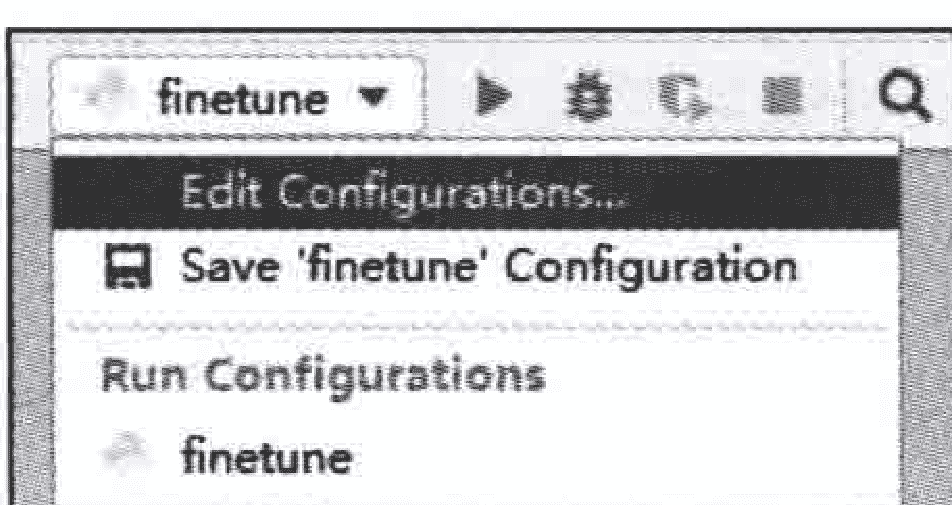 finetune
Edit Configurations...
Save 'finetune' Configuration
Run Configurations
finetune